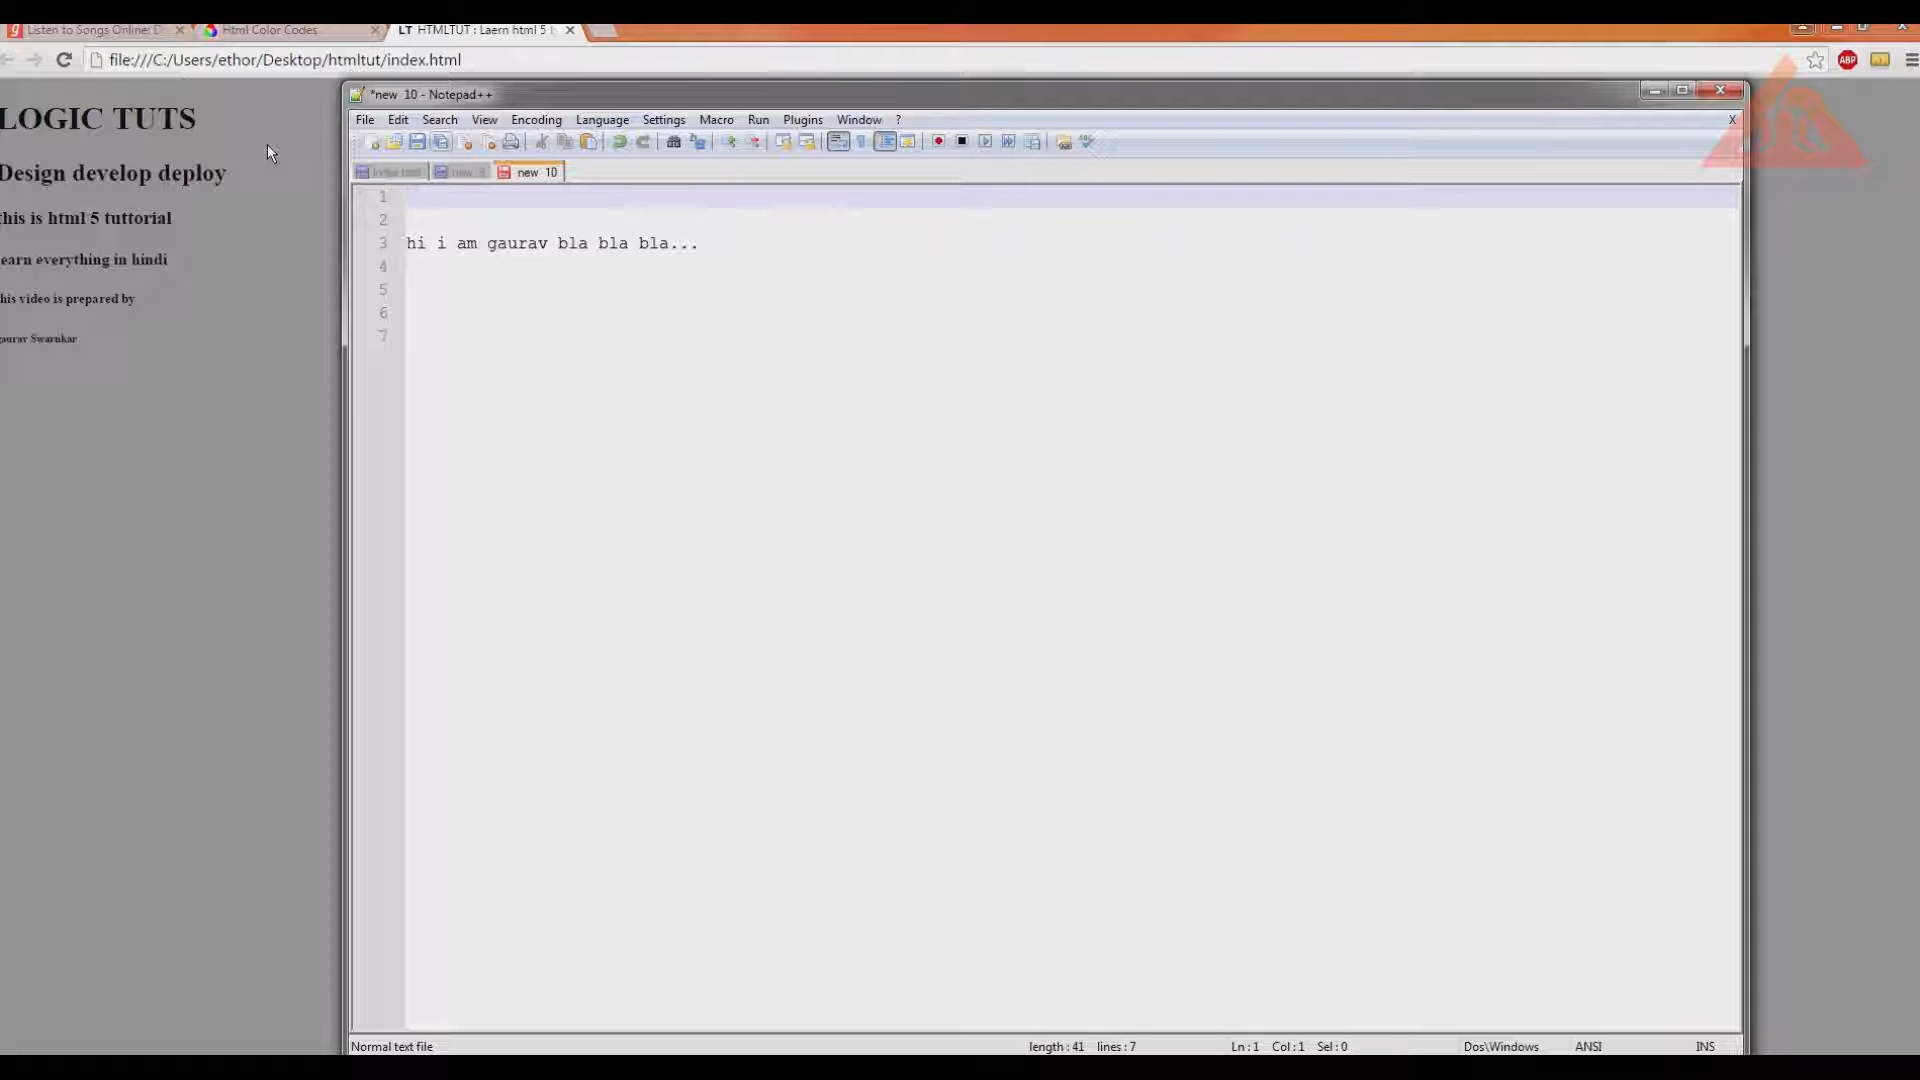 Listen to Songs Online: D
Html Color Codes
LT HTMLTUT : Laern html 5 t
file:///C:/Users/ethor/Desktop/htmltut/index.html
ABP
*new 10 - Notepad++
File Edit Search View Encoding Language Settings Macro Run Plugins Window ? X
new 10
1
2
3 hi i am gaurav bla bla bla...
4
5
6
7
LOGIC TUTS
Design develop deploy
this is html 5 tuttorial
earn everything in hindi
his video is prepared by
gaurav Swarnkar
Normal text file length : 41 lines : 7 Ln : 1 Col : 1 Sel : 0 Dos\Windows ANSI INS